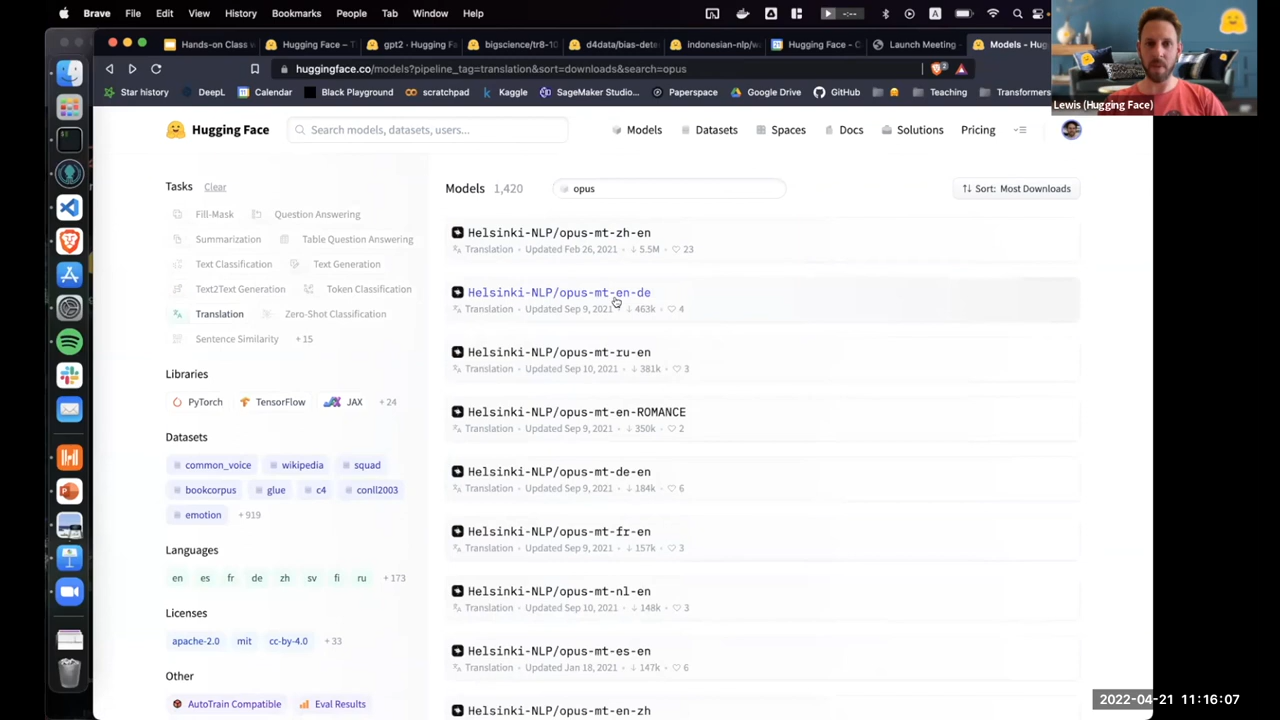 Brave File Edit View History Bookmarks People Tab Window Help
Hands-on Class
Hugging Face – T
gpt2 · Hugging Fa
bigscience/tr8-10
d4data/bias-dete
indonesian-nlp/w
Hugging Face - C
Launch Meeting -
Models - Hug
huggingface.co/models?pipeline_tag=translation&sort=downloads&search=opus
Star history DeepL Calendar Black Playground scratchpad Kaggle SageMaker Studio... Paperspace Google Drive GitHub Teaching Transformers
Lewis (Hugging Face)
Hugging Face
Search models, datasets, users...
Models Datasets Spaces Docs Solutions Pricing
Tasks Clear
Fill-Mask Question Answering
Summarization Table Question Answering
Text Classification Text Generation
Text2Text Generation Token Classification
Translation Zero-Shot Classification
Sentence Similarity + 15
Libraries
PyTorch TensorFlow JAX + 24
Datasets
common_voice wikipedia squad
bookcorpus glue c4 conll2003
emotion + 919
Languages
en es fr de zh sv fi ru + 173
Licenses
apache-2.0 mit cc-by-4.0 + 33
Other
AutoTrain Compatible Eval Results
Models 1,420 opus Sort: Most Downloads
Helsinki-NLP/opus-mt-zh-en
Translation • Updated Feb 26, 2021 • ↓ 5.5M • ♡ 23
Helsinki-NLP/opus-mt-en-de
Translation • Updated Sep 9, 2021 • ↓ 463k • ♡ 4
Helsinki-NLP/opus-mt-ru-en
Translation • Updated Sep 10, 2021 • ↓ 381k • ♡ 3
Helsinki-NLP/opus-mt-en-ROMANCE
Translation • Updated Sep 9, 2021 • ↓ 350k • ♡ 2
Helsinki-NLP/opus-mt-de-en
Translation • Updated Sep 9, 2021 • ↓ 184k • ♡ 6
Helsinki-NLP/opus-mt-fr-en
Translation • Updated Sep 9, 2021 • ↓ 157k • ♡ 3
Helsinki-NLP/opus-mt-nl-en
Translation • Updated Sep 10, 2021 • ↓ 148k • ♡ 3
Helsinki-NLP/opus-mt-es-en
Translation • Updated Jan 18, 2021 • ↓ 147k • ♡ 6
Helsinki-NLP/opus-mt-en-zh
2022-04-21 11:16:07